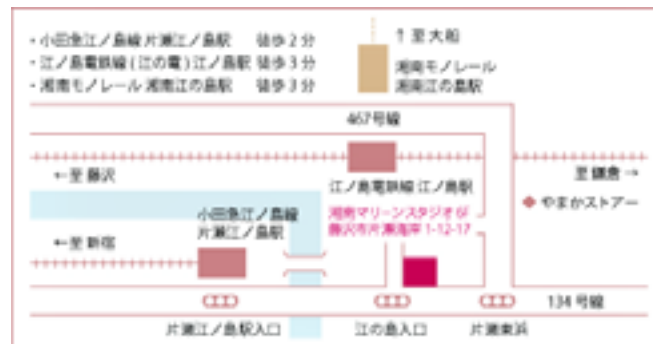 ・小田急江ノ島線 片瀬江ノ島駅 徒歩2分
・江ノ島電鉄線(江の電)江ノ島駅 徒歩3分
・湘南モノレール 湘南江の島駅 徒歩3分
↑至大船
湘南モノレール
湘南江の島駅
467号線
←至 藤沢
江ノ島電鉄線 江ノ島駅
至 鎌倉→
やまかストアー
小田急江ノ島線
片瀬江ノ島駅
湘南マリーンスタジオ 6F
藤沢市片瀬海岸 1-12-17
←至 新宿
134号線
片瀬江ノ島駅入口
江の島入口
片瀬東浜